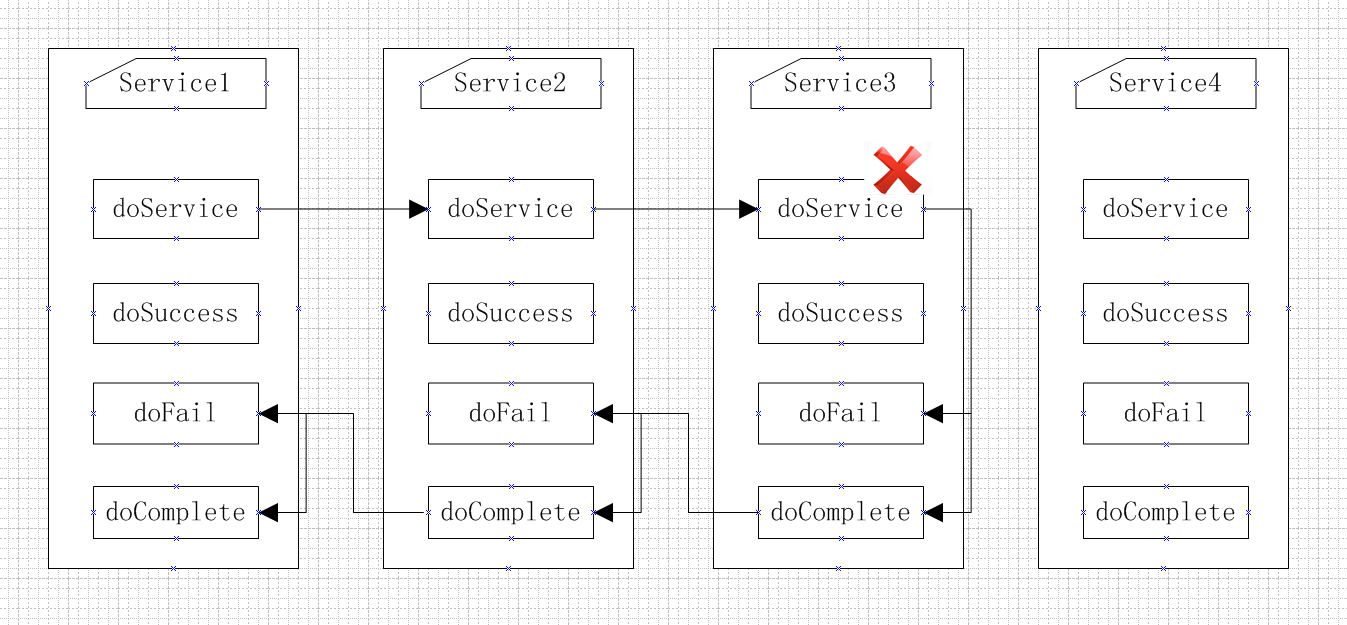 Service1
Service2
Service3
Service4
doService
doService
doService
doService
doSuccess
doSuccess
doSuccess
doSuccess
doFail
doFail
doFail
doFail
doComplete
doComplete
doComplete
doComplete